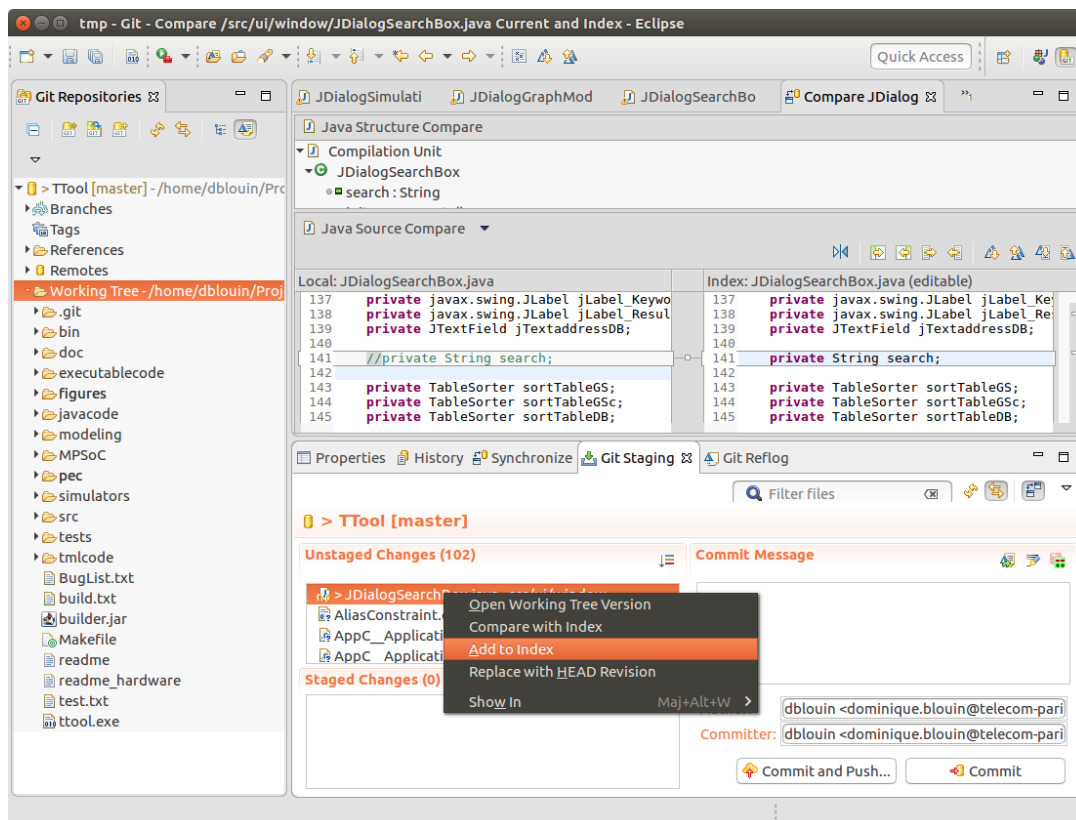 tmp - Git - Compare /src/ui/window/JDialogSearchBox.java Current and Index - Eclipse
Quick Access
Git Repositories
> TTool [master] - /home/dblouin/Pro
Branches
Tags
References
Remotes
Working Tree - /home/dblouin/Proj
.git
bin
doc
executablecode
figures
javacode
modeling
MPSoC
pec
simulators
src
tests
tmlcode
BugList.txt
build.txt
builder.jar
Makefile
readme
readme_hardware
test.txt
ttool.exe
JDialogSimulati JDialogGraphMod JDialogSearchBo Compare JDialog
Java Structure Compare
Compilation Unit
JDialogSearchBox
search : String
Java Source Compare
Local: JDialogSearchBox.java
137 private javax.swing.JLabel jLabel_Keywo
138 private javax.swing.JLabel jLabel_Resul
139 private JTextField jTextaddressDB;
140
141 //private String search;
142
143 private TableSorter sortTableGS;
144 private TableSorter sortTableGSc;
145 private TableSorter sortTableDB;
Index: JDialogSearchBox.java (editable)
137 private javax.swing.JLabel jLabel_Key
138 private javax.swing.JLabel jLabel_Re
139 private JTextField jTextaddressDB;
140
141 private String search;
142
143 private TableSorter sortTableGS;
144 private TableSorter sortTableGSc;
145 private TableSorter sortTableDB;
Properties History Synchronize Git Staging Git Reflog
Filter files
> TTool [master]
Unstaged Changes (102)
> JDialogSearch
AliasConstraint.
AppC__Applicati
AppC Applicati
Staged Changes (0)
Open Working Tree Version
Compare with Index
Add to Index
Replace with HEAD Revision
Show In Maj+Alt+W
Commit Message
dblouin <dominique.blouin@telecom-pari
Committer: dblouin <dominique.blouin@telecom-pari
Commit and Push... Commit